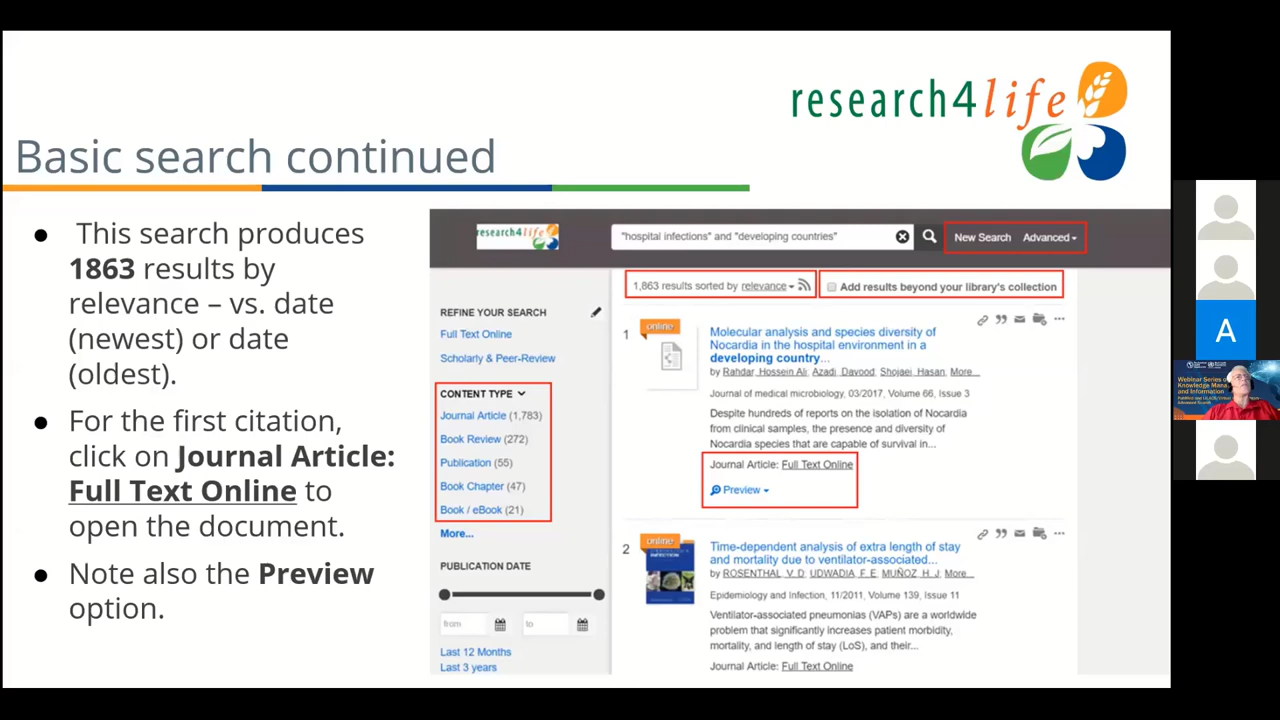 research4life
Basic search continued
● This search produces
1863 results by
relevance – vs. date
(newest) or date
(oldest).
● For the first citation,
click on Journal Article:
Full Text Online to
open the document.
● Note also the Preview
option.
research4life
"hospital infections" and "developing countries"
New Search Advanced
1,863 results sorted by relevance
Add results beyond your library's collection
REFINE YOUR SEARCH
Full Text Online
Scholarly & Peer-Review
CONTENT TYPE
Journal Article (1,783)
Book Review (272)
Publication (55)
Book Chapter (47)
Book / eBook (21)
More...
PUBLICATION DATE
from to
Last 12 Months
Last 3 years
1
online
Molecular analysis and species diversity of
Nocardia in the hospital environment in a
developing country...
by Rahdar, Hossein Ali, Azadi, Davood, Shojaei, Hasan, More...
Journal of medical microbiology, 03/2017, Volume 66, Issue 3
Despite hundreds of reports on the isolation of Nocardia
from clinical samples, the presence and diversity of
Nocardia species that are capable of survival in...
Journal Article: Full Text Online
Preview
2
online
INFECTION
Time-dependent analysis of extra length of stay
and mortality due to ventilator-associated...
by ROSENTHAL, V. D, UDWADIA, F. E, MUÑOZ, H. J, More...
Epidemiology and Infection, 11/2011, Volume 139, Issue 11
Ventilator-associated pneumonias (VAPs) are a worldwide
problem that significantly increases patient morbidity,
mortality, and length of stay (LoS), and their...
Journal Article: Full Text Online
A
Webinar Series o
Knowledge Mana
and Information